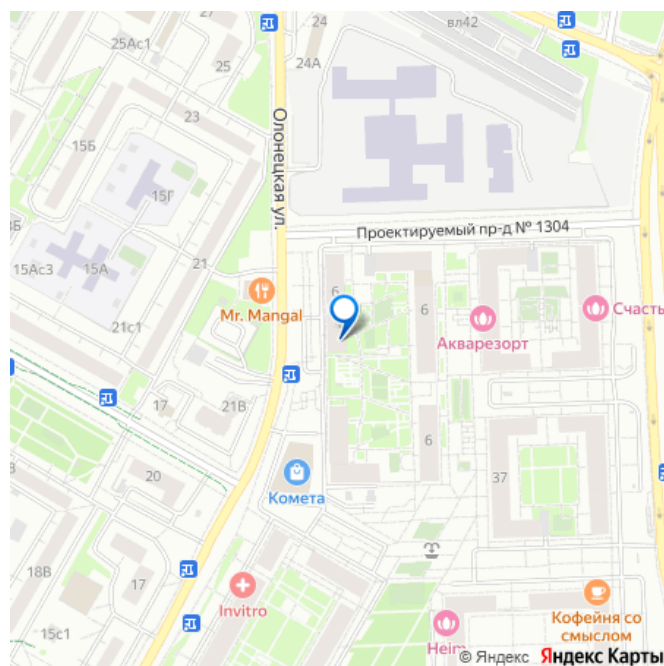 24
вл42
25Ас1
24А
25
Олонецкая ул.
23
15Б
15Г
Проектируемый пр-д № 1304
15Ас3
15А
21
6
Mr. Mangal
6
Акварезорт
Счасть
21с1
17
21В
6
37
20
Комета
18В
17
Invitro
15с1
Heim
Кофейня со
смыслом
© Яндекс Яндекс Карты